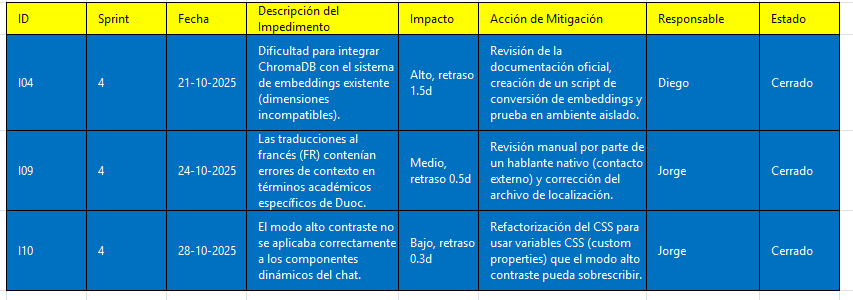 ID Sprint Fecha Descripción del Impedimento Impacto Acción de Mitigación Responsable Estado
I04 4 21-10-2025
Dificultad para integrar
ChromaDB con el sistema
de embeddings existente
(dimensiones
incompatibles).
Alto, retraso
1.5d
Revisión de la
documentación oficial,
creación de un script de
conversión de embeddings y
prueba en ambiente aislado.
Diego
Cerrado
I09 4 24-10-2025
Las traducciones al
francés (FR) contenían
errores de contexto en
términos académicos
específicos de Duoc.
Medio,
retraso 0.5d
Revisión manual por parte de
un hablante nativo (contacto
externo) y corrección del
archivo de localización.
Jorge
Cerrado
I10 4 28-10-2025
El modo alto contraste no
se aplicaba correctamente
a los componentes
dinámicos del chat.
Bajo, retraso
0.3d
Refactorización del CSS para
usar variables CSS (custom
properties) que el modo alto
contraste pueda sobrescribir.
Jorge
Cerrado